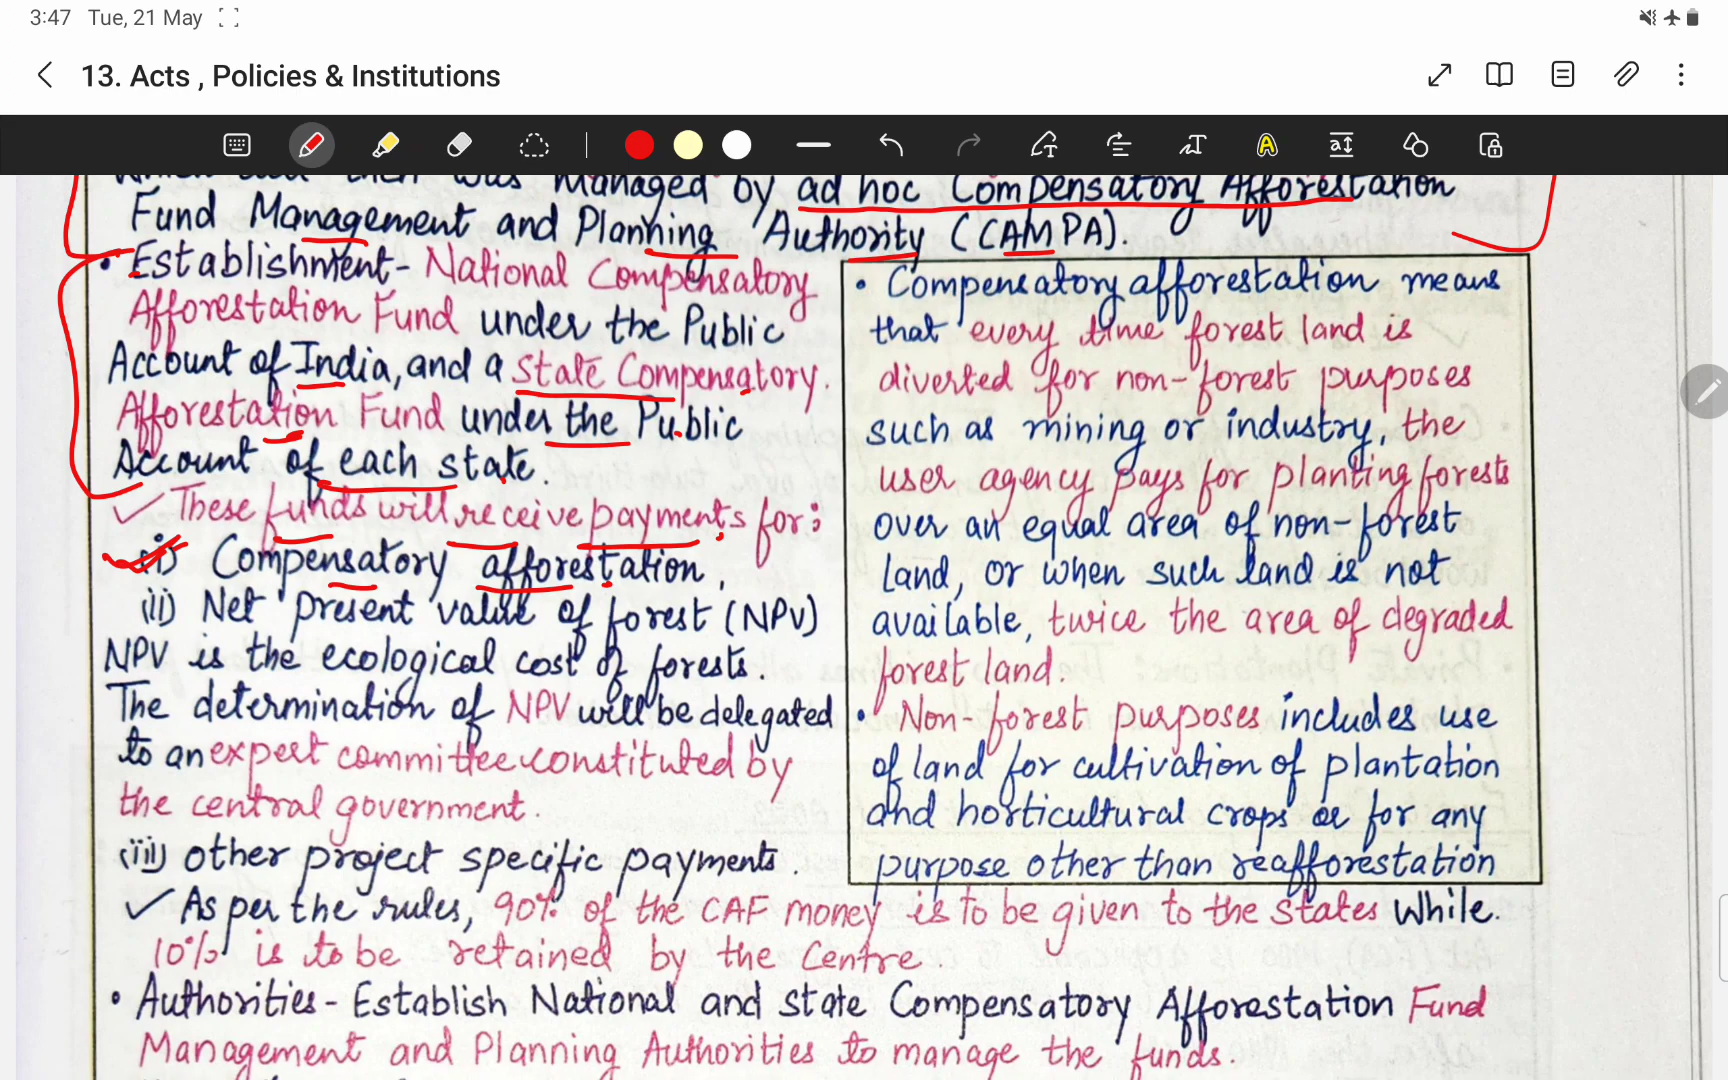 3:47 Tue, 21 May
13. Acts , Policies & Institutions
managed by ad hoc Compensatory Afforestation
Fund Management and Planning Authority (CAMPA).
• Establishment- National Compensatory
Afforestation Fund under the Public
Account of India, and a State Compensatory
Afforestation Fund under the Public
Account of each state.
✓ These funds will receive payments for:
(i) Compensatory afforestation,
(ii) Net present value of forest (NPV)
NPV is the ecological cost of forests.
The determination of NPV will be delegated
to an expert committee constituted by
the central government.
(iii) other project specific payments.
• Compensatory afforestation means
that every time forest land is
diverted for non-forest purposes
such as mining or industry, the
user agency pays for planting forests
over an equal area of non-forest
land, or when such land is not
available, twice the area of degraded
forest land.
• Non-forest purposes includes use
of land for cultivation of plantation
and horticultural crops or for any
purpose other than reafforestation
✓ As per the rules, 90% of the CAF money is to be given to the states while
10% is to be retained by the Centre.
• Authorities- Establish National and state Compensatory Afforestation Fund
Management and Planning Authorities to manage the funds.